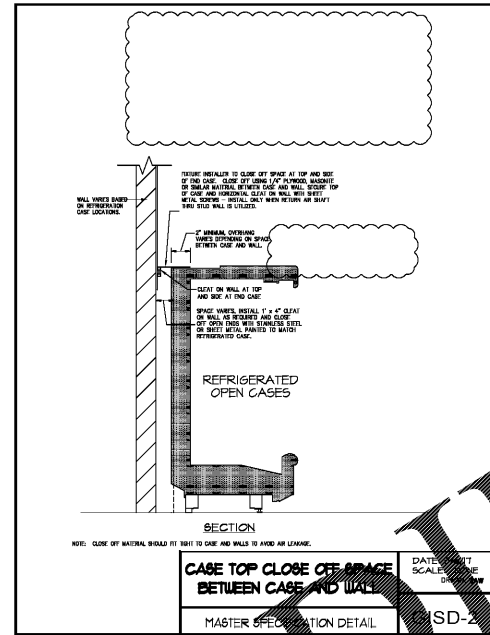 FIXTURE INSTALLER TO CLOSE OFF SPACE AT TOP AND SIDE
OF END CASE. CLOSE OFF USING 1/4" PLYWOOD, MASONITE
OR SIMILAR MATERIAL BETWEEN CASE AND WALL. SECURE TOP
OF CASE AND HORIZONTAL CLEAT ON WALL WITH SHEET
METAL SCREWS - INSTALL ONLY WHEN RETURN AIR SHAFT
THRU STUD WALL IS UTILIZED.
WALL VARIES BASED
ON REFRIGERATION
CASE LOCATIONS.
2" MINIMUM, OVERHANG
VARIES DEPENDING ON SPACE
BETWEEN CASE AND WALL.
CLEAT ON WALL AT TOP
AND SIDE AT END CASE
SPACE VARIES, INSTALL 1" x 4" CLEAT
ON WALL AS REQUIRED AND CLOSE
OFF OPEN ENDS WITH STAINLESS STEEL
OR SHEET METAL PAINTED TO MATCH
REFRIGERATED CASE.
REFRIGERATED
OPEN CASES
SECTION
NOTE: CLOSE OFF MATERIAL SHOULD FIT TIGHT TO CASE AND WALLS TO AVOID AIR LEAKAGE.
CASE TOP CLOSE OFF SPACE
BETWEEN CASE AND WALL
MASTER SPECIFICATION DETAIL
DATE
SCALE: NONE